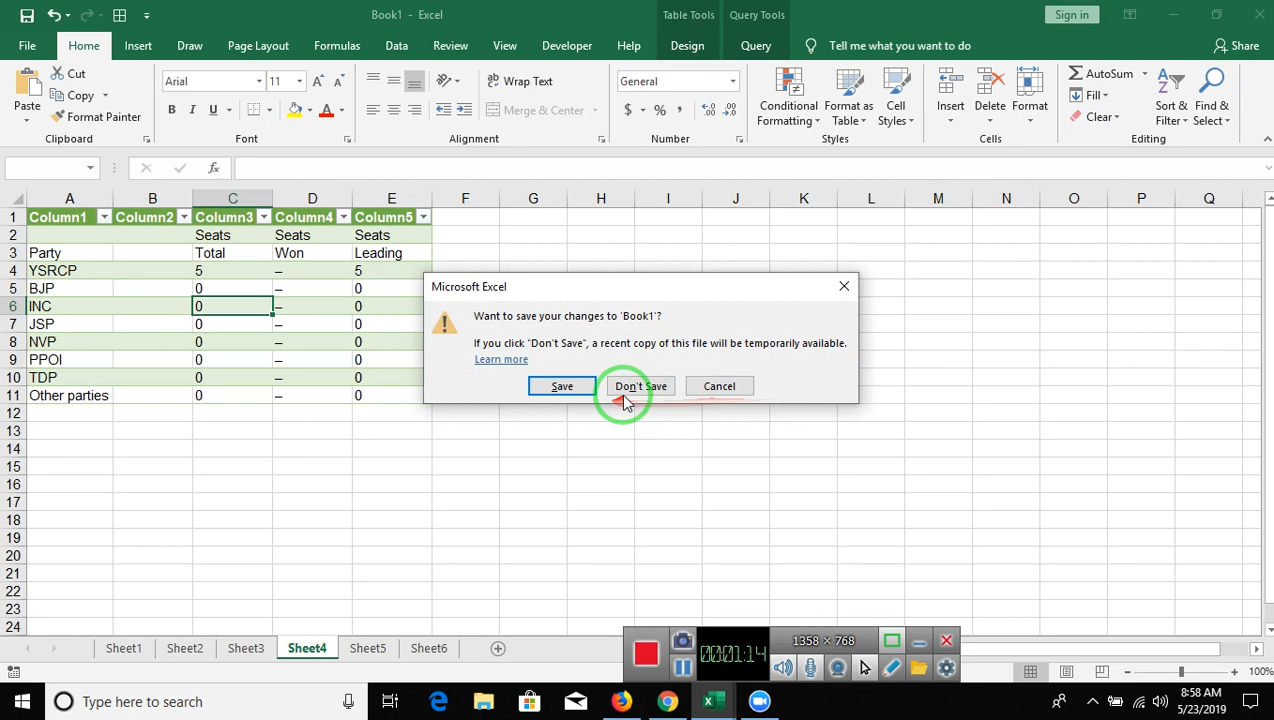 Book1 - Excel
Table Tools
Query Tools
Sign in
File
Home
Insert
Draw
Page Layout
Formulas
Data
Review
View
Developer
Help
Design
Query
Tell me what you want to do
Share
Paste
Cut
Copy
Format Painter
Clipboard
Arial
11
B I U
Font
Wrap Text
Merge & Center
Alignment
General
$ % ,
Number
Conditional Formatting
Format as Table
Cell Styles
Styles
Insert
Delete
Format
Cells
AutoSum
Fill
Clear
Sort & Filter
Find & Select
Editing
fx
A B C D E F G H I J K L M N O P Q
1 Column1 Column2 Column3 Column4 Column5
2 Seats Seats Seats
3 Party Total Won Leading
4 YSRCP 5 – 5
5 BJP 0 – 0
6 INC 0 – 0
7 JSP 0 – 0
8 NVP 0 – 0
9 PPOI 0 – 0
10 TDP 0 – 0
11 Other parties 0 – 0
12
13
14
15
16
17
18
19
20
21
22
23
24
Microsoft Excel
Want to save your changes to 'Book1'?
If you click "Don't Save", a recent copy of this file will be temporarily available.
Learn more
Save
Don't Save
Cancel
Sheet1 Sheet2 Sheet3 Sheet4 Sheet5 Sheet6
00:01:14
1358 × 768
100%
Type here to search
8:58 AM
5/23/2019